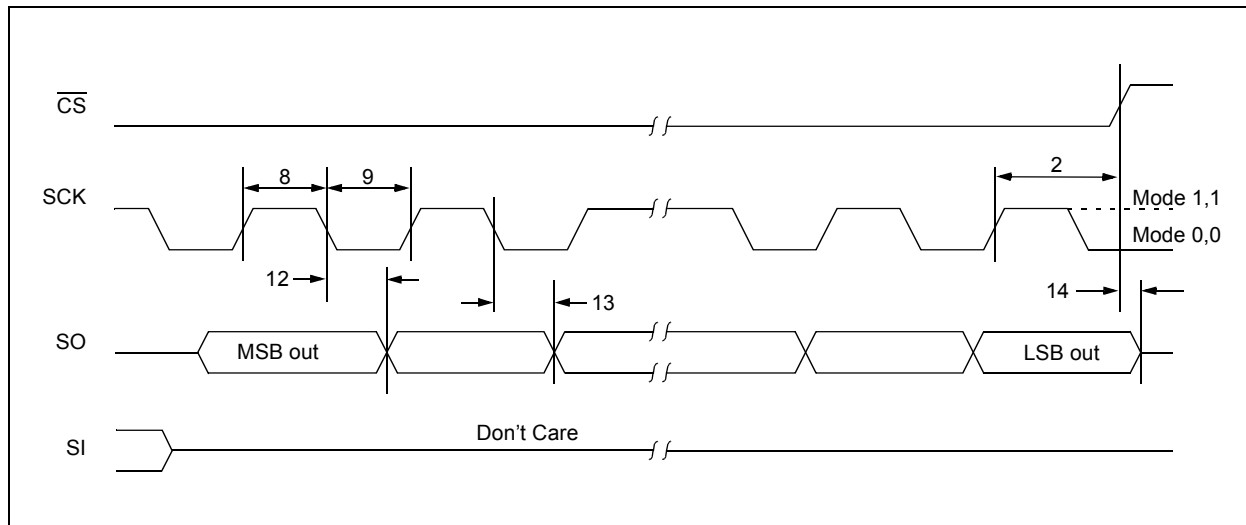 C̅S̅
2
8
9
SCK
Mode 1,1
Mode 0,0
12
13
14
SO
MSB out
LSB out
Don't Care
SI